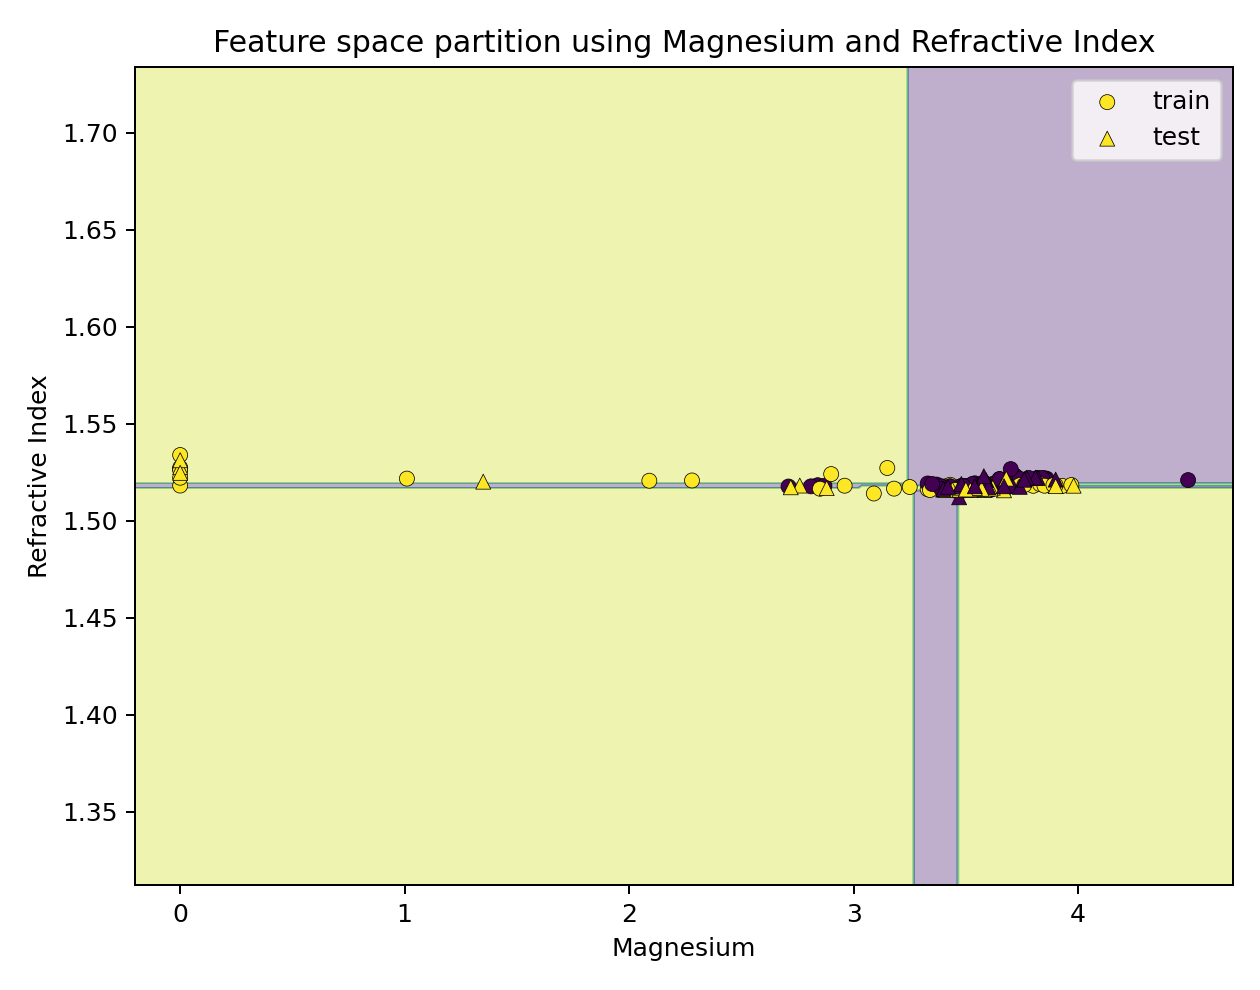 Feature space partition using Magnesium and Refractive Index
train
test
1.70
1.65
1.60
1.55
1.50
1.45
1.40
1.35
Refractive Index
0 1 2 3 4
Magnesium